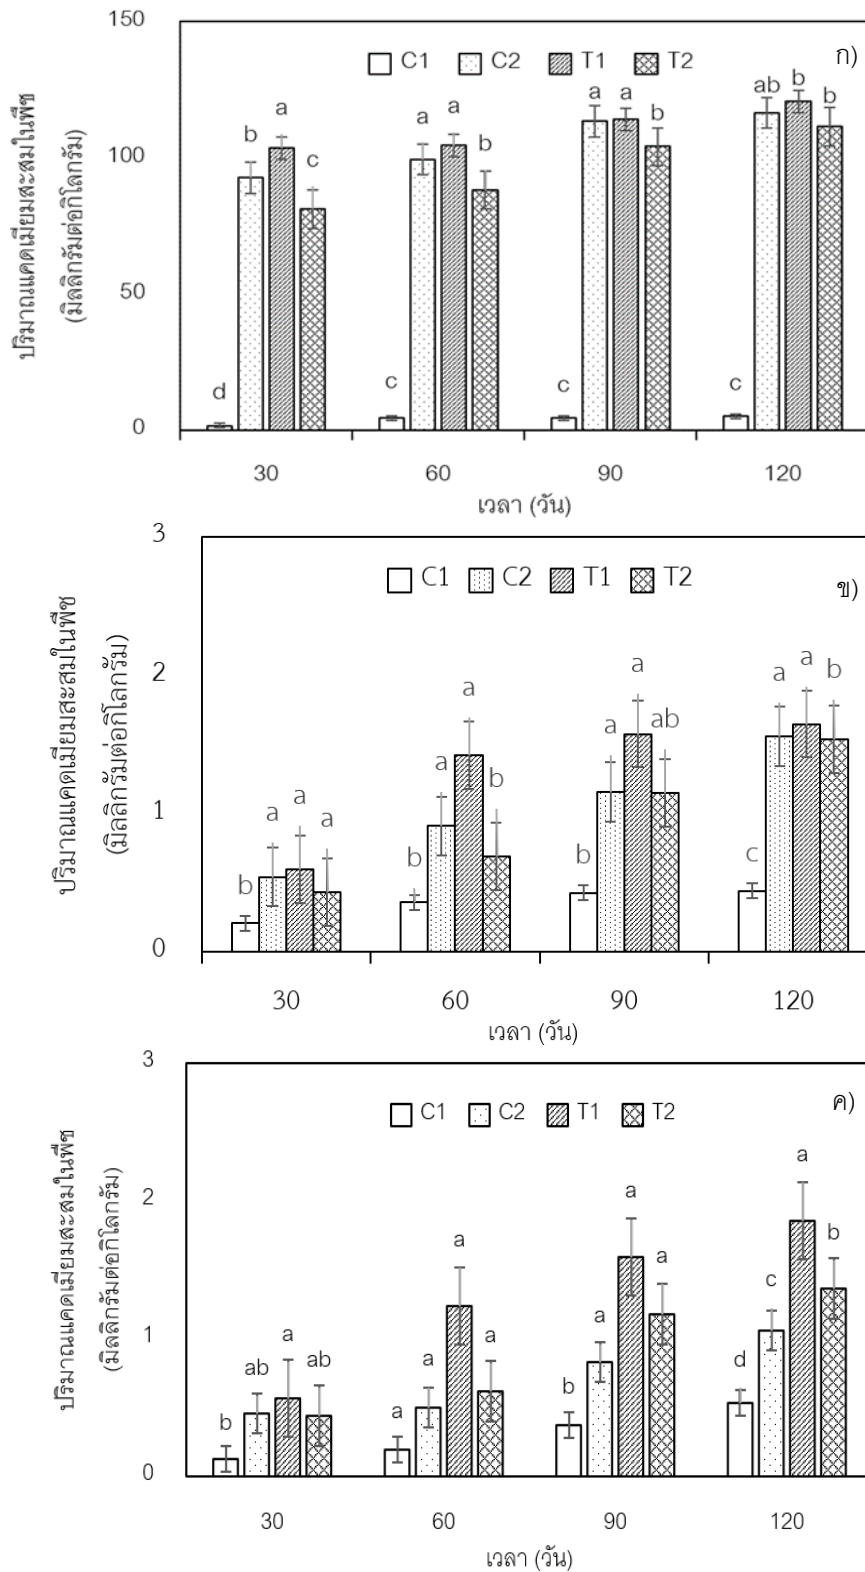 150
ก)
C1 C2 T1 T2
ab b b
a a b
a a
b a c
b
100
ปริมาณแคดเมียมสะสมในพืช
(มิลลิกรัมต่อกิโลกรัม)
50
d c c c
0
30 60 90 120
เวลา (วัน)
3
ข)
C1 C2 T1 T2
ปริมาณแคดเมียมสะสมในพืช
(มิลลิกรัมต่อกิโลกรัม)
2
a a b
a a ab
a a b
a a a
1
b b b c
0
30 60 90 120
เวลา (วัน)
3
ค)
C1 C2 T1 T2
ปริมาณแคดเมียมสะสมในพืช
(มิลลิกรัมต่อกิโลกรัม)
2
a
a b
a a c
a a d
ab a ab a a b
1
b a
0
30 60 90 120
เวลา (วัน)